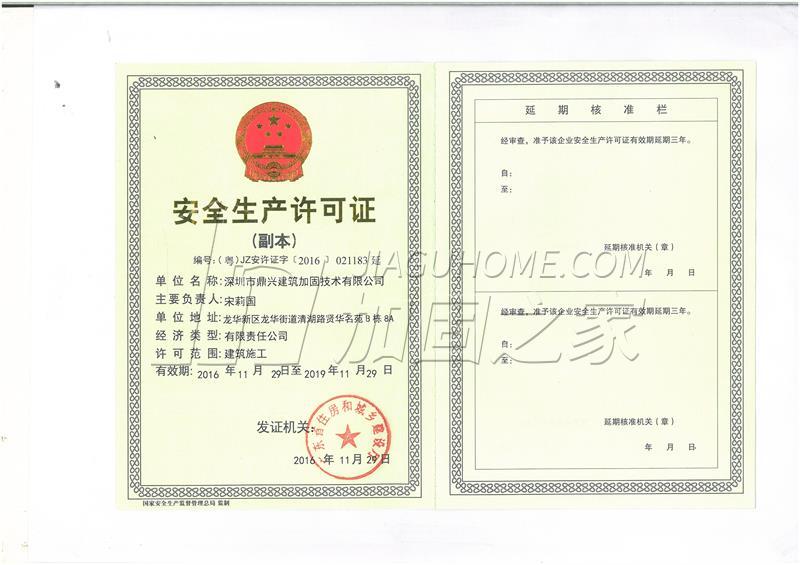 安全生产许可证
(副本)
编号:(粤)JZ安许证字〔2016〕021183延
单位名称:深圳市鼎兴建筑加固技术有限公司
主要负责人:宋莉国
单位地址:龙华新区龙华街道清湖路贤华名苑B栋8A
经济类型:有限责任公司
许可范围:建筑施工
有效期:2016年11月29日至2019年11月29日
发证机关:
东省住房和城乡建设厅
2016年11月29日
国家安全生产监督管理总局 监制
延期核准栏
经审查,准予该企业安全生产许可证有效期延期三年。
自:
至:
延期核准机关(章)
年 月 日
经审查,准予该企业安全生产许可证有效期延期三年。
自:
至:
延期核准机关(章)
年 月 日
JIAGUHOME.COM
加固之家